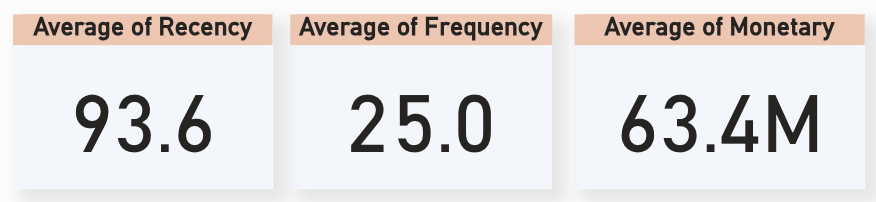 Average of Recency
93.6
Average of Frequency
25.0
Average of Monetary
63.4M